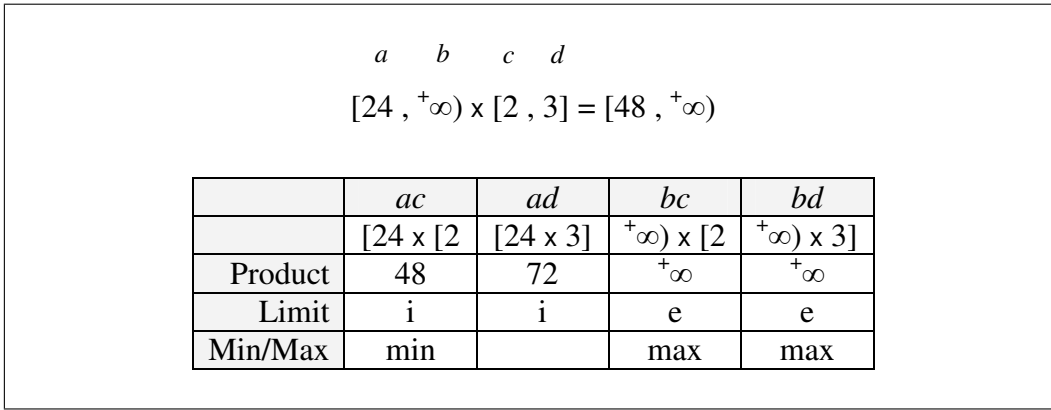 a b c d
[24 , ⁺∞) x [2 , 3] = [48 , ⁺∞)
ac ad bc bd
[24 x [2 [24 x 3] ⁺∞) x [2 ⁺∞) x 3]
Product 48 72 ⁺∞ ⁺∞
Limit i i e e
Min/Max min max max